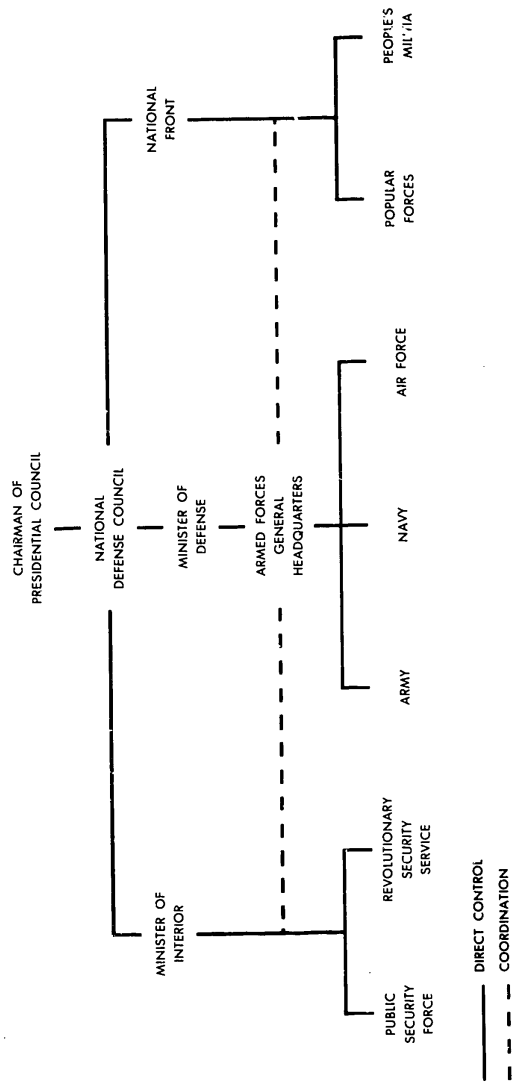 CHAIRMAN OF
PRESIDENTIAL COUNCIL
NATIONAL
DEFENSE COUNCIL
MINISTER OF
INTERIOR
MINISTER OF
DEFENSE
NATIONAL
FRONT
ARMED FORCES
GENERAL
HEADQUARTERS
PUBLIC
SECURITY
FORCE
REVOLUTIONARY
SECURITY
SERVICE
ARMY
NAVY
AIR FORCE
POPULAR
FORCES
PEOPLE'S
DIRECT CONTROL
COORDINATION